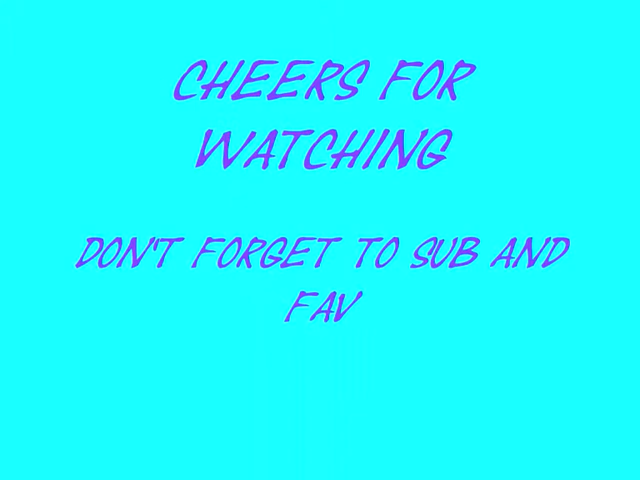 CHEERS FOR
WATCHING
DON'T FORGET TO SUB AND
FAV